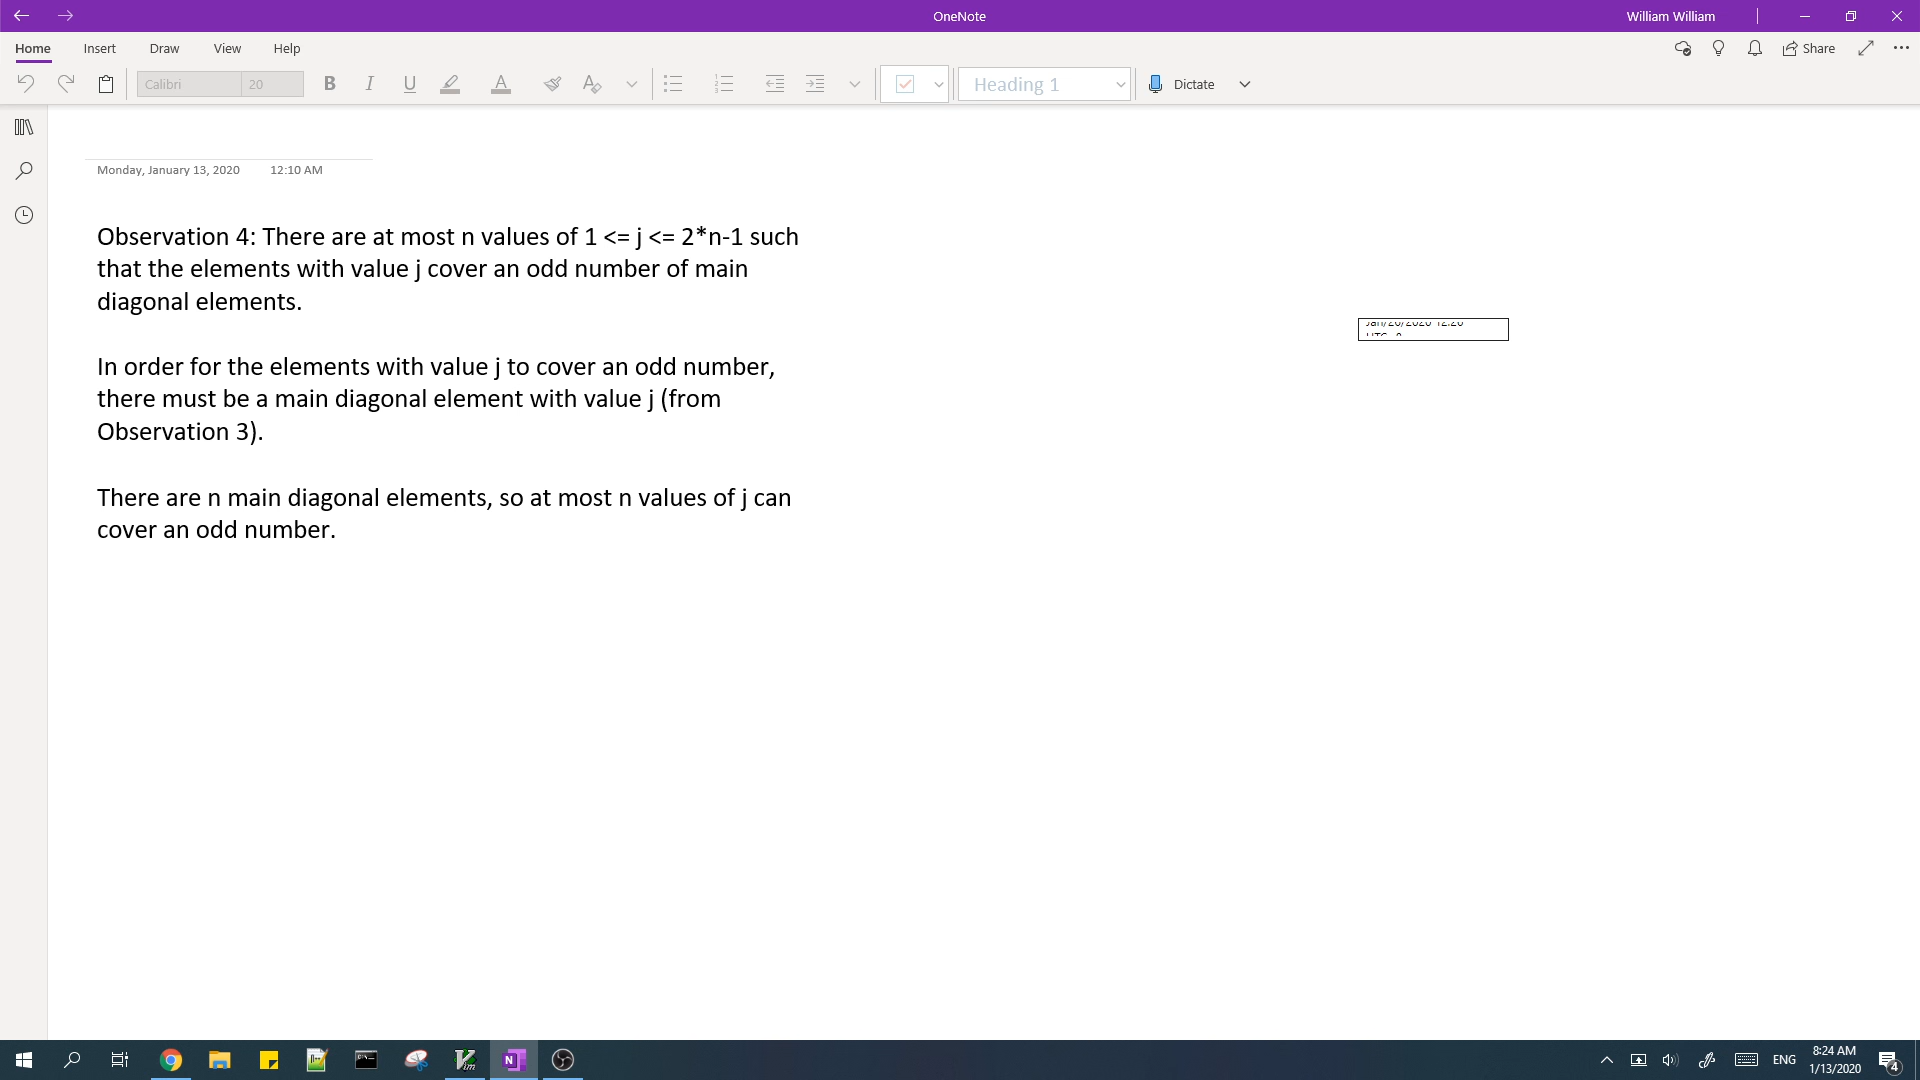 OneNote
William William
Home Insert Draw View Help
Share
Calibri 20 B I U A Heading 1 Dictate
Monday, January 13, 2020 12:10 AM
Observation 4: There are at most n values of 1 <= j <= 2*n-1 such
that the elements with value j cover an odd number of main
diagonal elements.
In order for the elements with value j to cover an odd number,
there must be a main diagonal element with value j (from
Observation 3).
There are n main diagonal elements, so at most n values of j can
cover an odd number.
ENG
8:24 AM
1/13/2020
4